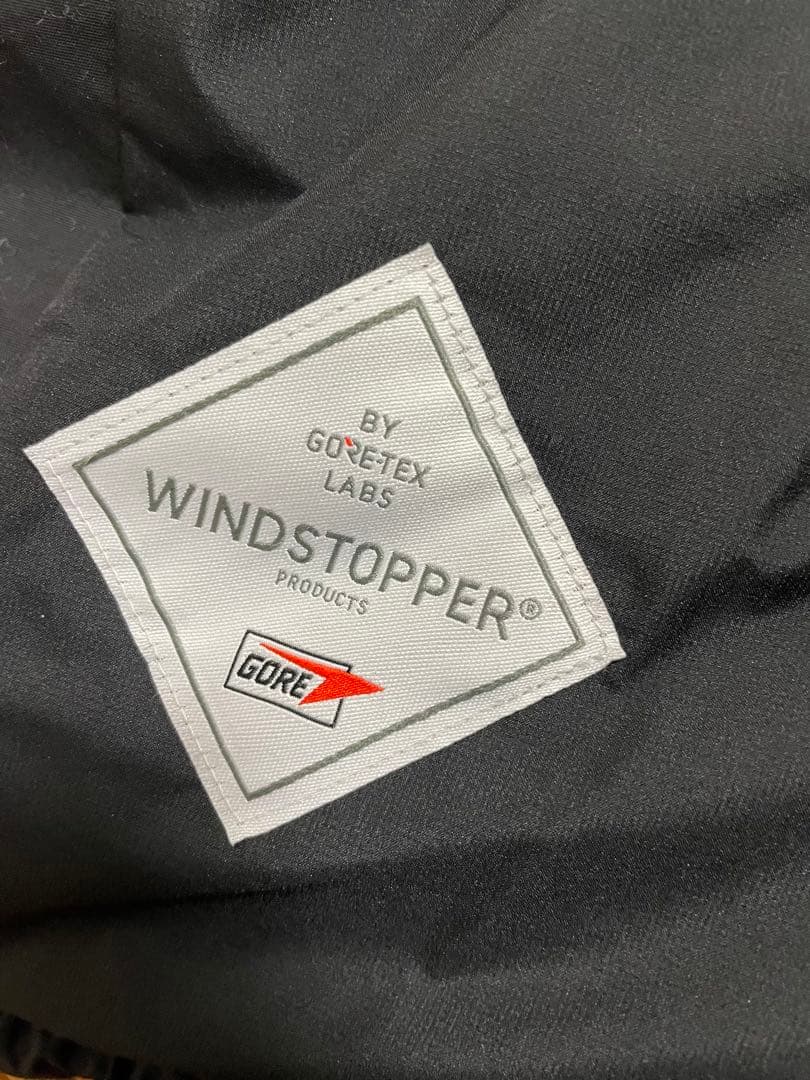 BY
GORE-TEX
LABS
WINDSTOPPER®
PRODUCTS
GORE